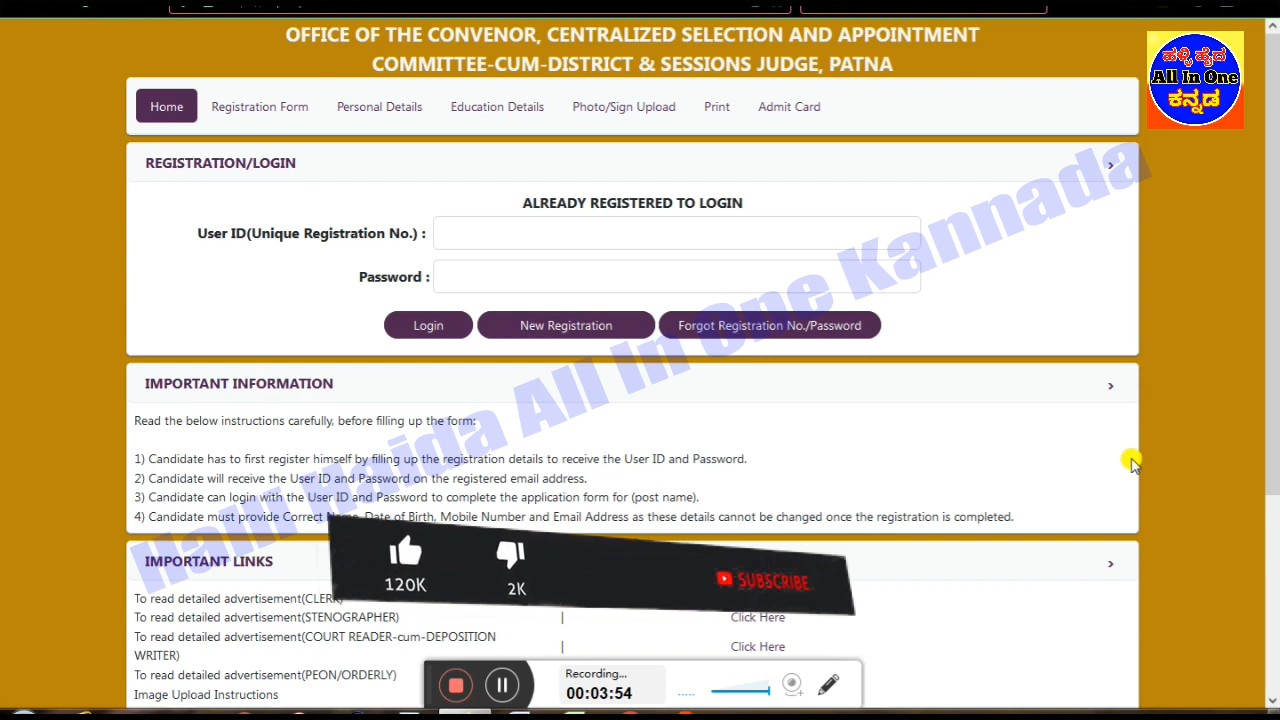 OFFICE OF THE CONVENOR, CENTRALIZED SELECTION AND APPOINTMENT
COMMITTEE-CUM-DISTRICT & SESSIONS JUDGE, PATNA
ಹಳ್ಳಿ ಹೈದ
All In One
ಕನ್ನಡ
Home Registration Form Personal Details Education Details Photo/Sign Upload Print Admit Card
REGISTRATION/LOGIN
ALREADY REGISTERED TO LOGIN
User ID(Unique Registration No.) :
Password :
Login New Registration Forgot Registration No./Password
Halli Haida All In One Kannada
IMPORTANT INFORMATION
Read the below instructions carefully, before filling up the form:
1) Candidate has to first register himself by filling up the registration details to receive the User ID and Password.
2) Candidate will receive the User ID and Password on the registered email address.
3) Candidate can login with the User ID and Password to complete the application form for (post name).
4) Candidate must provide Correct Name, Date of Birth, Mobile Number and Email Address as these details cannot be changed once the registration is completed.
IMPORTANT LINKS
120K 2K SUBSCRIBE
To read detailed advertisement(CLERK)
To read detailed advertisement(STENOGRAPHER) | Click Here
To read detailed advertisement(COURT READER-cum-DEPOSITION
WRITER) | Click Here
To read detailed advertisement(PEON/ORDERLY)
Image Upload Instructions
Recording...
00:03:54